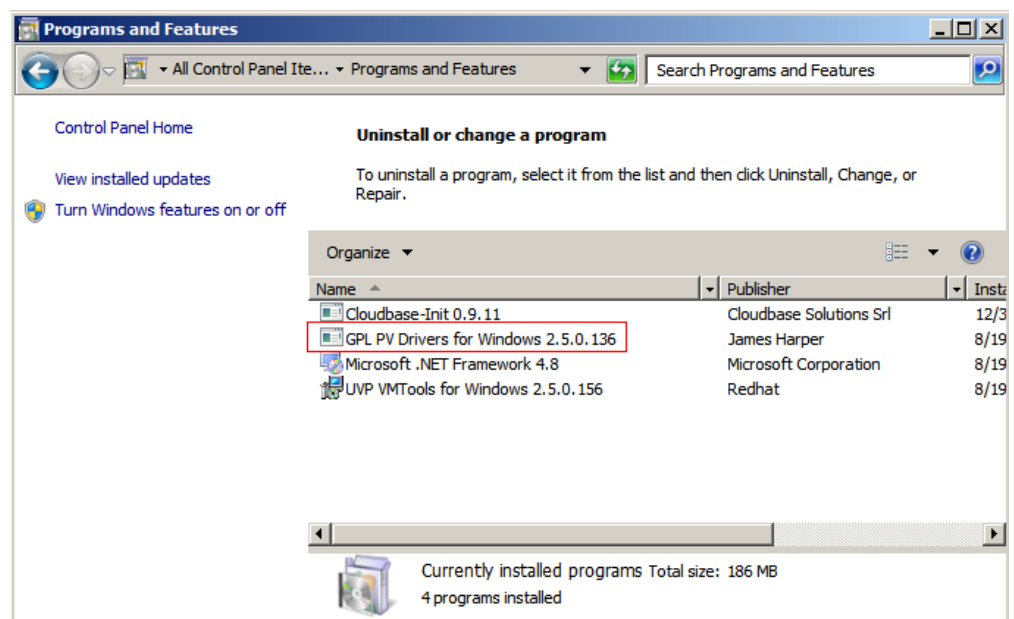 Programs and Features
All Control Panel Ite... Programs and Features
Search Programs and Features
Control Panel Home
View installed updates
Turn Windows features on or off
Uninstall or change a program
To uninstall a program, select it from the list and then click Uninstall, Change, or
Repair.
Organize
Name Publisher Insta
Cloudbase-Init 0.9.11 Cloudbase Solutions Srl 12/3
GPL PV Drivers for Windows 2.5.0.136 James Harper 8/19
Microsoft .NET Framework 4.8 Microsoft Corporation 8/19
UVP VMTools for Windows 2.5.0.156 Redhat 8/19
Currently installed programs Total size: 186 MB
4 programs installed